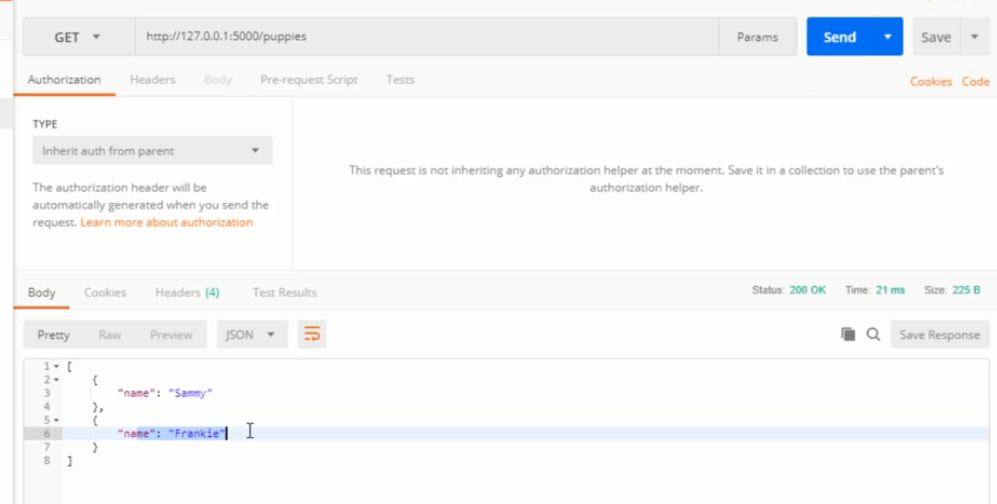 GET http://127.0.0.1:5000/puppies Params Send Save
Authorization Headers Body Pre-request Script Tests Cookies Code
TYPE
Inherit auth from parent
The authorization header will be
automatically generated when you send the
request. Learn more about authorization
This request is not inheriting any authorization helper at the moment. Save it in a collection to use the parent's
authorization helper.
Body Cookies Headers (4) Test Results Status: 200 OK Time: 21 ms Size: 225 B
Pretty Raw Preview JSON Save Response
1 [
2 {
3 "name": "Sammy"
4 },
5 {
6 "name": "Frankie"
7 }
8 ]